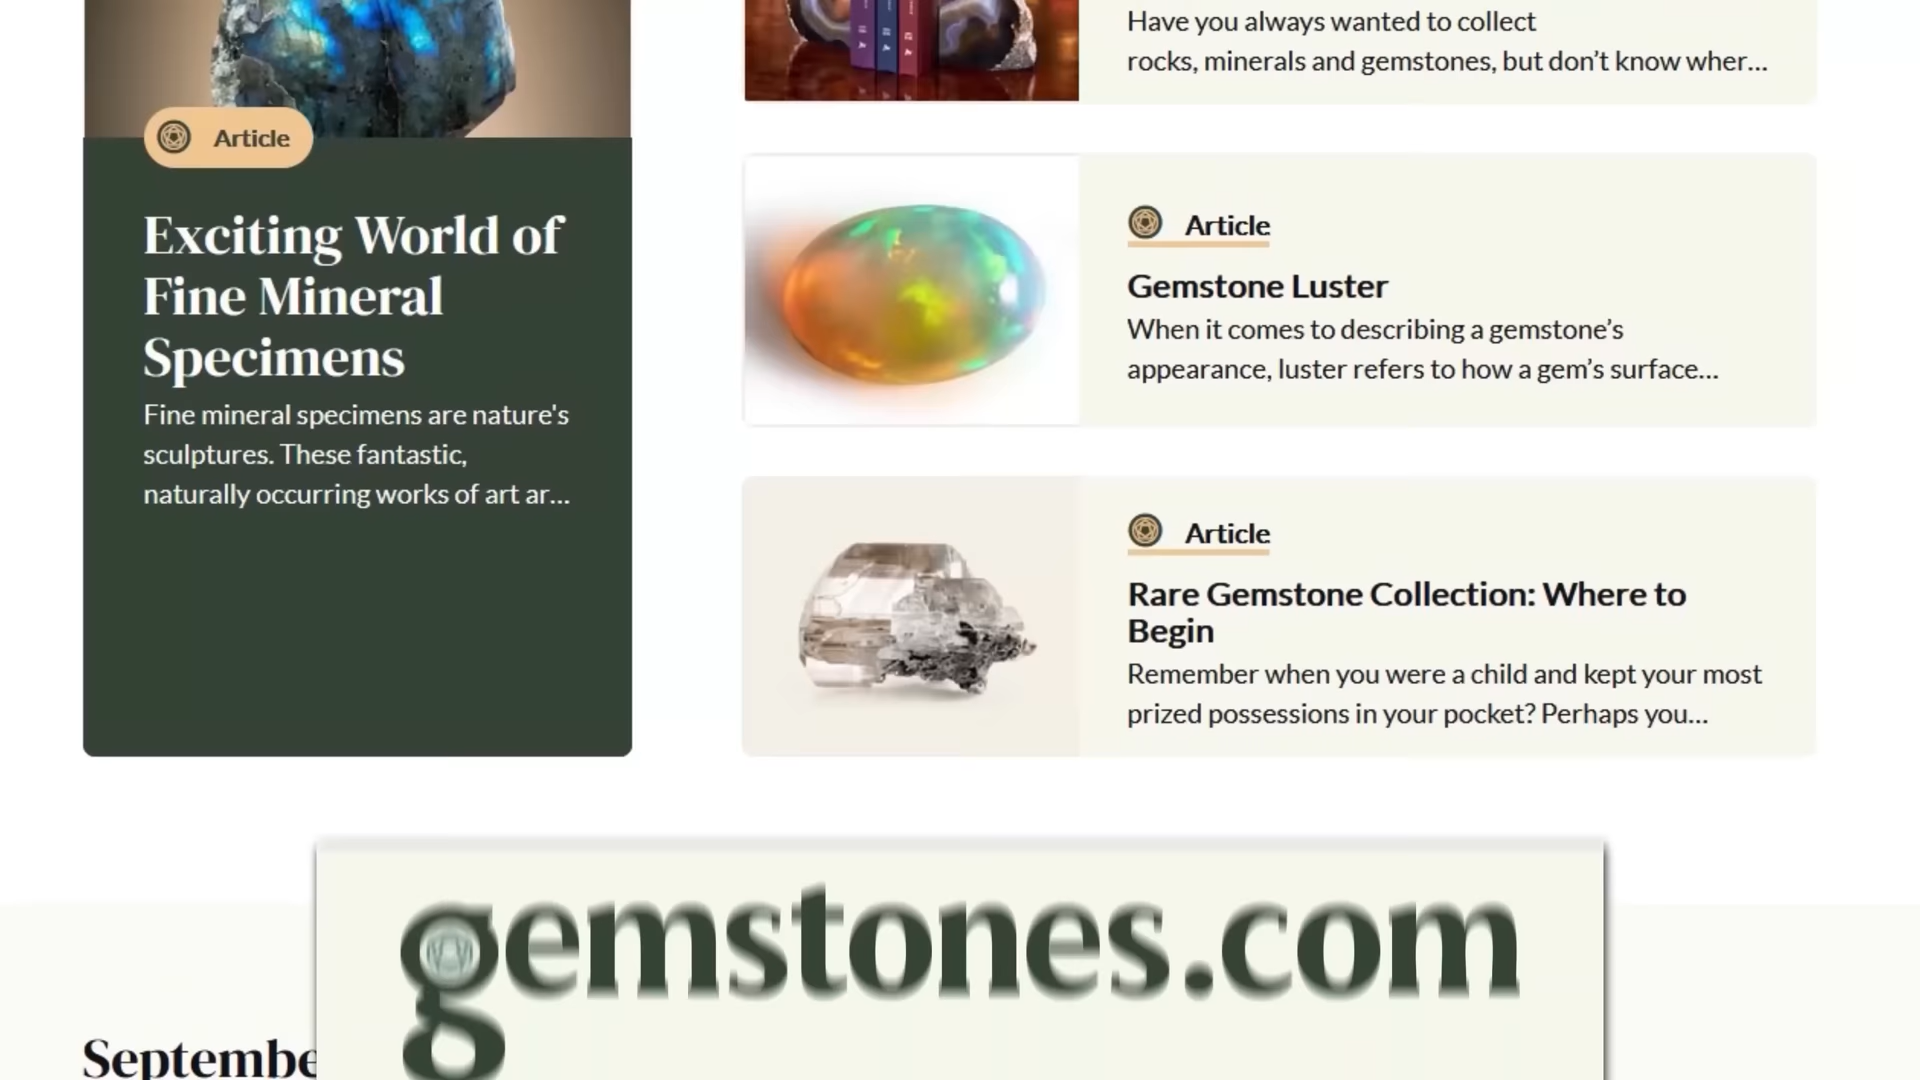 Article
Exciting World of
Fine Mineral
Specimens
Fine mineral specimens are nature's
sculptures. These fantastic,
naturally occurring works of art ar...
Have you always wanted to collect
rocks, minerals and gemstones, but don’t know wher...
Article
Gemstone Luster
When it comes to describing a gemstone’s
appearance, luster refers to how a gem’s surface...
Article
Rare Gemstone Collection: Where to
Begin
Remember when you were a child and kept your most
prized possessions in your pocket? Perhaps you...
gemstones.com